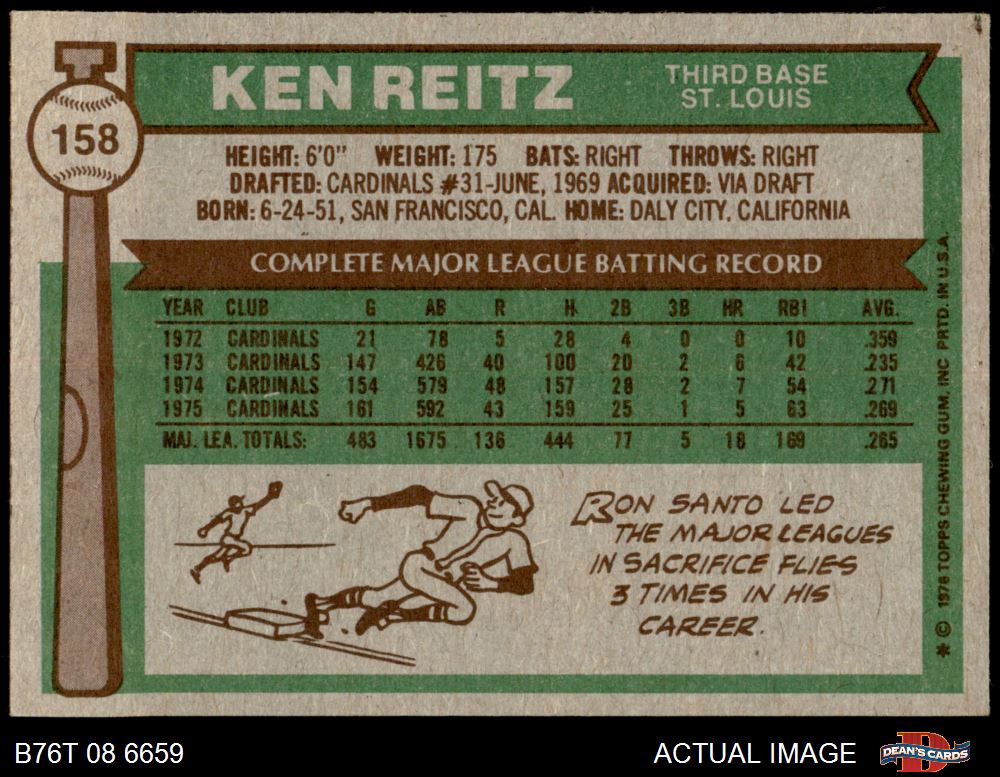 158
KEN REITZ
THIRD BASE
ST. LOUIS
HEIGHT: 6'0" WEIGHT: 175 BATS: RIGHT THROWS: RIGHT
DRAFTED: CARDINALS #31-JUNE, 1969 ACQUIRED: VIA DRAFT
BORN: 6-24-51, SAN FRANCISCO, CAL. HOME: DALY CITY, CALIFORNIA
COMPLETE MAJOR LEAGUE BATTING RECORD
YEAR CLUB G AB R H 2B 3B HR RBI AVG.
1972 CARDINALS 21 78 5 28 4 0 0 10 .359
1973 CARDINALS 147 426 40 100 20 2 6 42 .235
1974 CARDINALS 154 579 48 157 28 2 7 54 .271
1975 CARDINALS 161 592 43 159 25 1 5 63 .269
MAJ. LEA. TOTALS: 483 1675 136 444 77 5 18 169 .265
RON SANTO LED
THE MAJOR LEAGUES
IN SACRIFICE FLIES
3 TIMES IN HIS
CAREER.
* © 1976 TOPPS CHEWING GUM, INC PRTD. IN U.S.A.
B76T 08 6659
ACTUAL IMAGE
DEAN'S CARDS